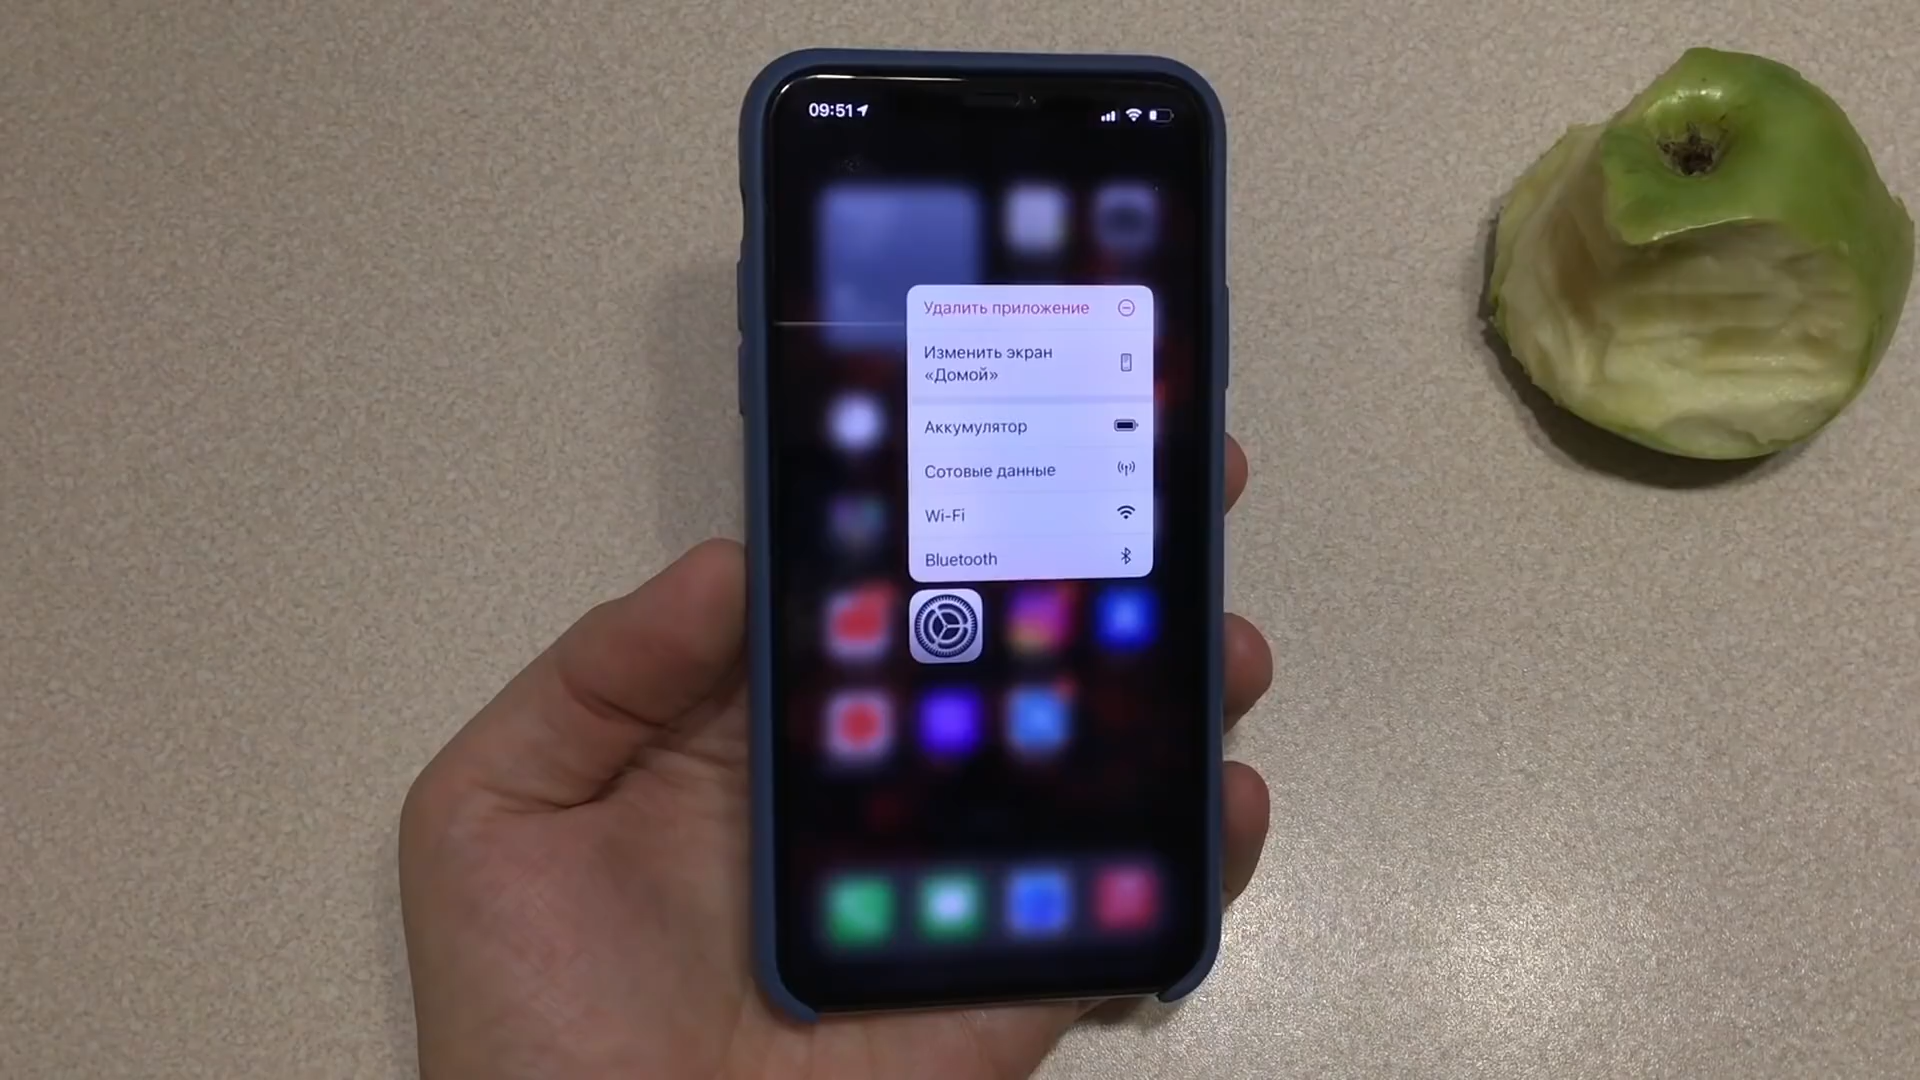 09:51
Удалить приложение
Изменить экран
«Домой»
Аккумулятор
Сотовые данные
Wi-Fi
Bluetooth